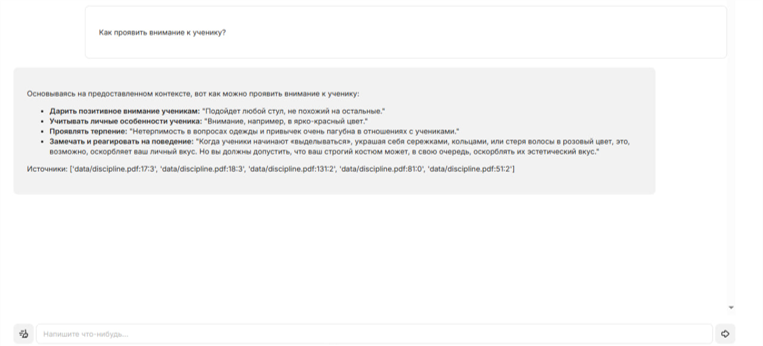 Как проявить внимание к ученику?
Основываясь на предоставленном контексте, вот как можно проявить внимание к ученику:
• Дарить позитивное внимание ученикам: "Подойдет любой стул, не похожий на остальные."
• Учитывать личные особенности ученика: "Внимание, например, в ярко-красный цвет."
• Проявлять терпение: "Нетерпимость в вопросах одежды и привычек очень пагубна в отношениях с учениками."
• Замечать и реагировать на поведение: "Когда ученики начинают «выделываться», украшая себя сережками, кольцами, или стеря волосы в розовый цвет, это,
возможно, оскорбляет ваш личный вкус. Но вы должны допустить, что ваш строгий костюм может, в свою очередь, оскорблять их эстетический вкус."
Источники: ['data/discipline.pdf:17:3', 'data/discipline.pdf:18:3', 'data/discipline.pdf:131:2', 'data/discipline.pdf:81:0', 'data/discipline.pdf:51:2']
Напишите что-нибудь...